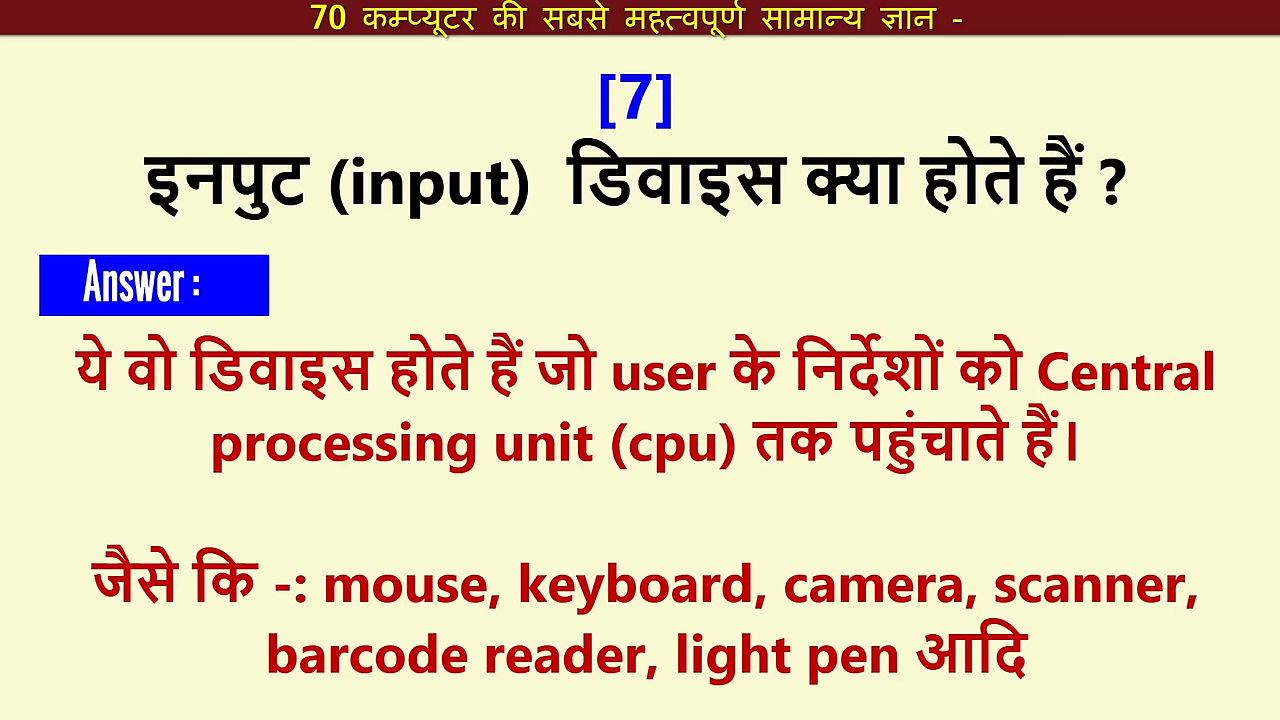 70 कम्प्यूटर की सबसे महत्वपूर्ण सामान्य ज्ञान -
[7]
इनपुट (input) डिवाइस क्या होते हैं ?
Answer :
ये वो डिवाइस होते हैं जो user के निर्देशों को Central
processing unit (cpu) तक पहुंचाते हैं।
जैसे कि -: mouse, keyboard, camera, scanner,
barcode reader, light pen आदि